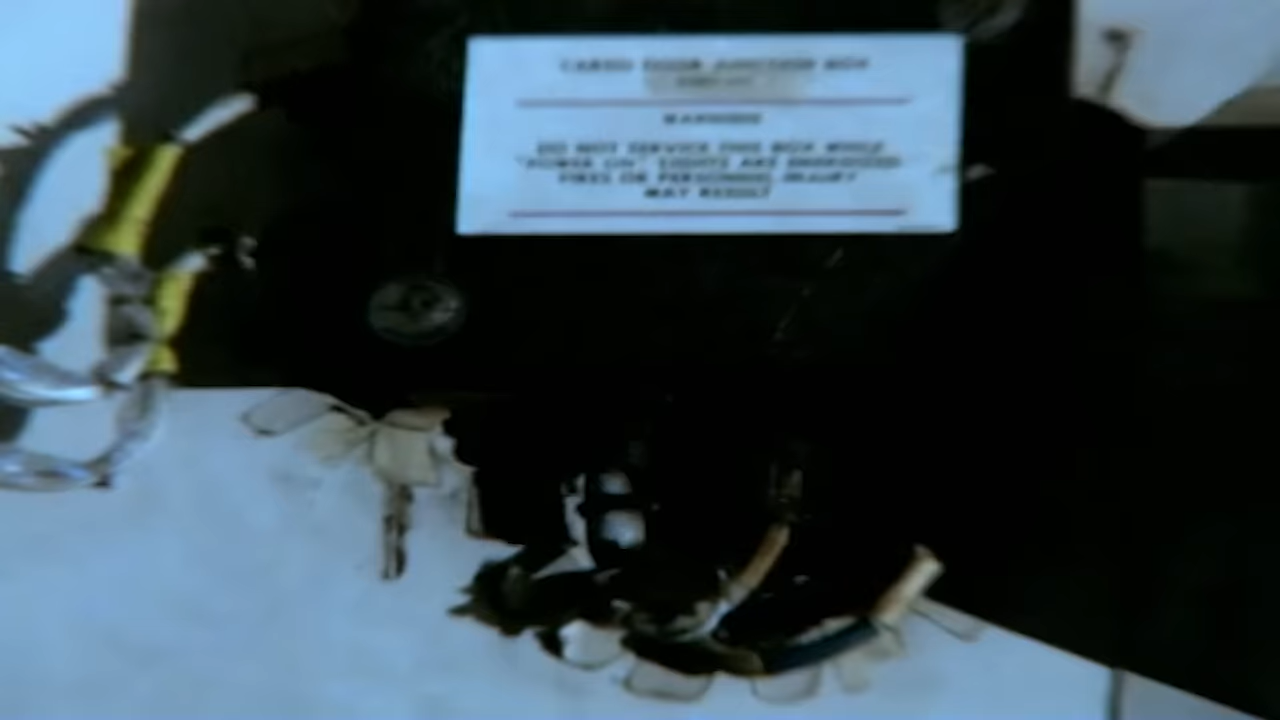 CARGO DOOR JUNCTION BOX
WARNING
DO NOT SERVICE THIS BOX WHILE
"POWER ON" LIGHTS ARE ENERGIZED
FIRES OR PERSONNEL INJURY
MAY RESULT